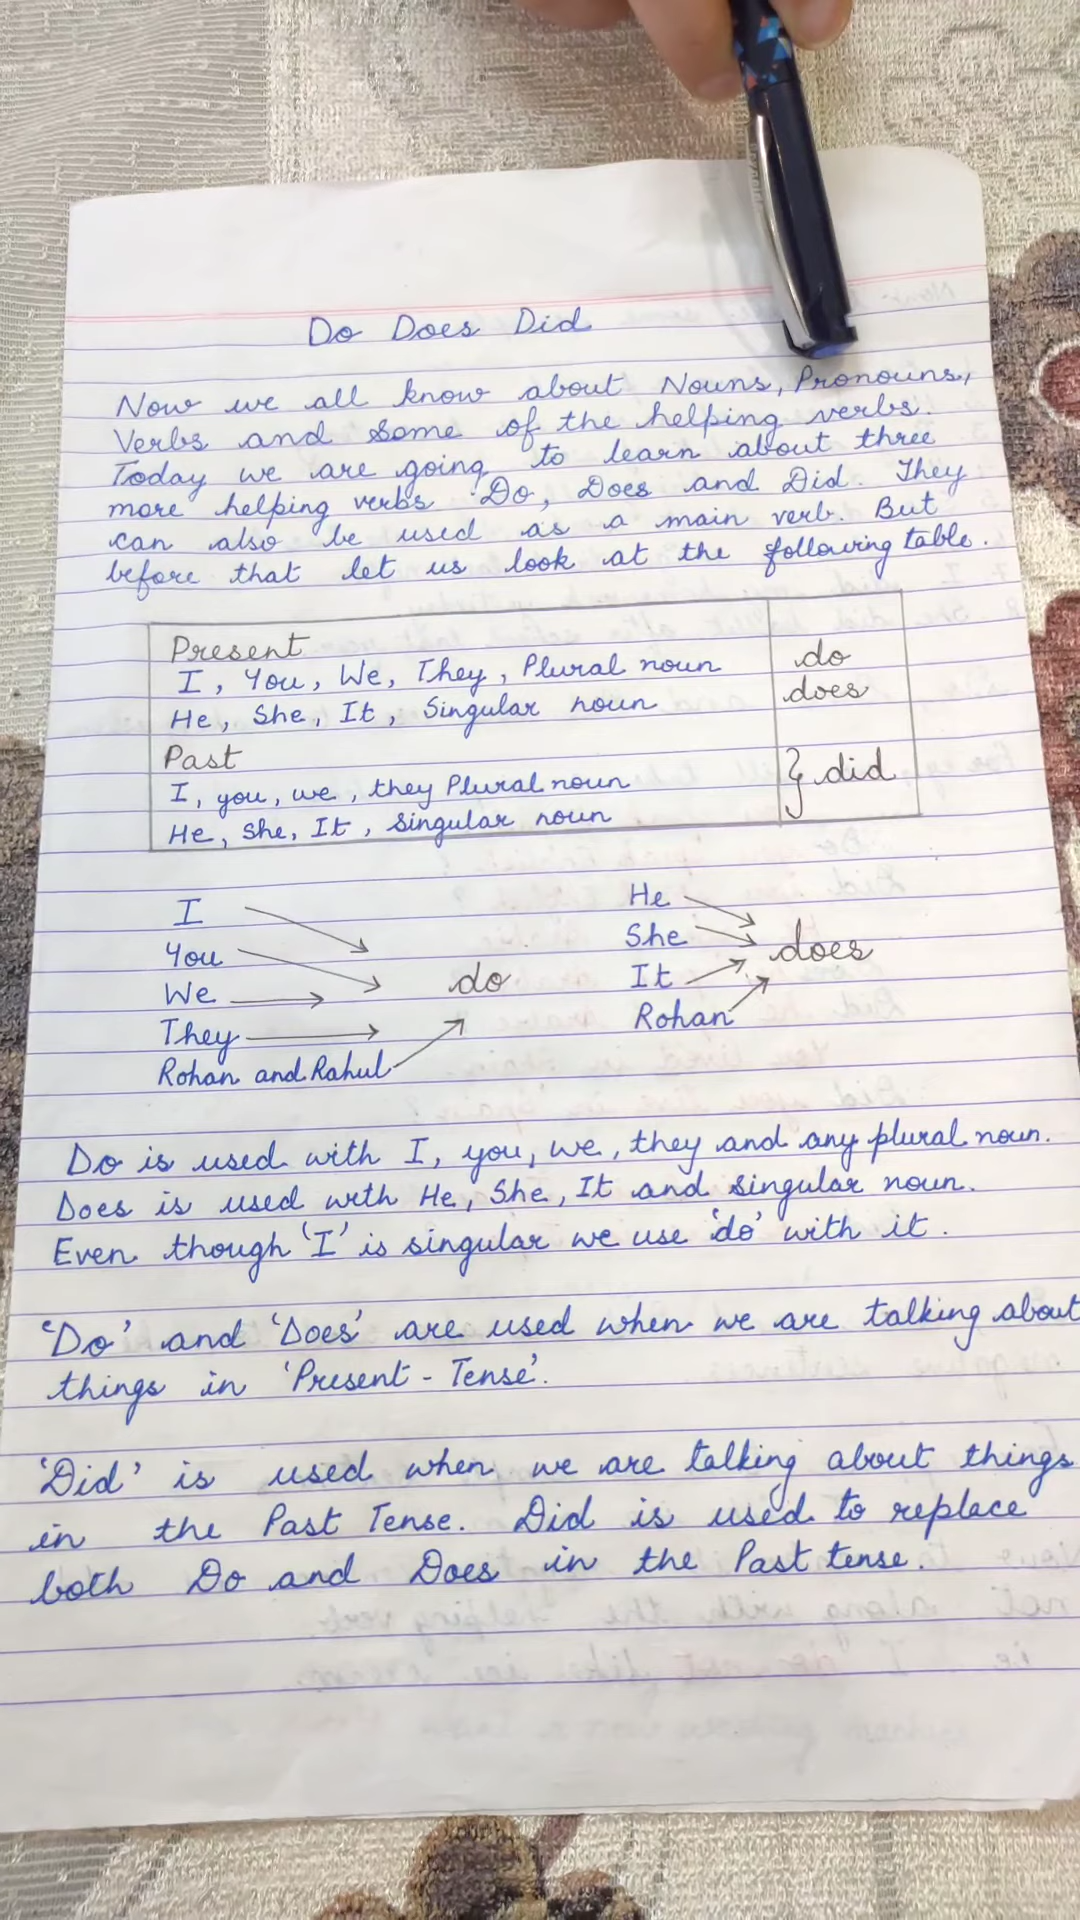 Do Does Did
Now we all know about Nouns, Pronouns,
Verbs and some of the helping verbs.
Today we are going to learn about three
more helping verbs Do, Does and Did. They
can also be used as a main verb. But
before that let us look at the following table.
Present
I, You, We, They, Plural noun do
He, She, It, Singular noun does
Past
I, you, we, they Plural noun } did
He, She, It, Singular noun
I
You
We
They
Rohan and Rahul
do
He
She
It
Rohan
does
Do is used with I, you, we, they and any plural noun.
Does is used with He, She, It and singular noun.
Even though 'I' is singular we use 'do' with it.
'Do' and 'Does' are used when we are talking about
things in 'Present - Tense'.
'Did' is used when we are talking about things
in the Past Tense. Did is used to replace
both Do and Does in the Past tense.